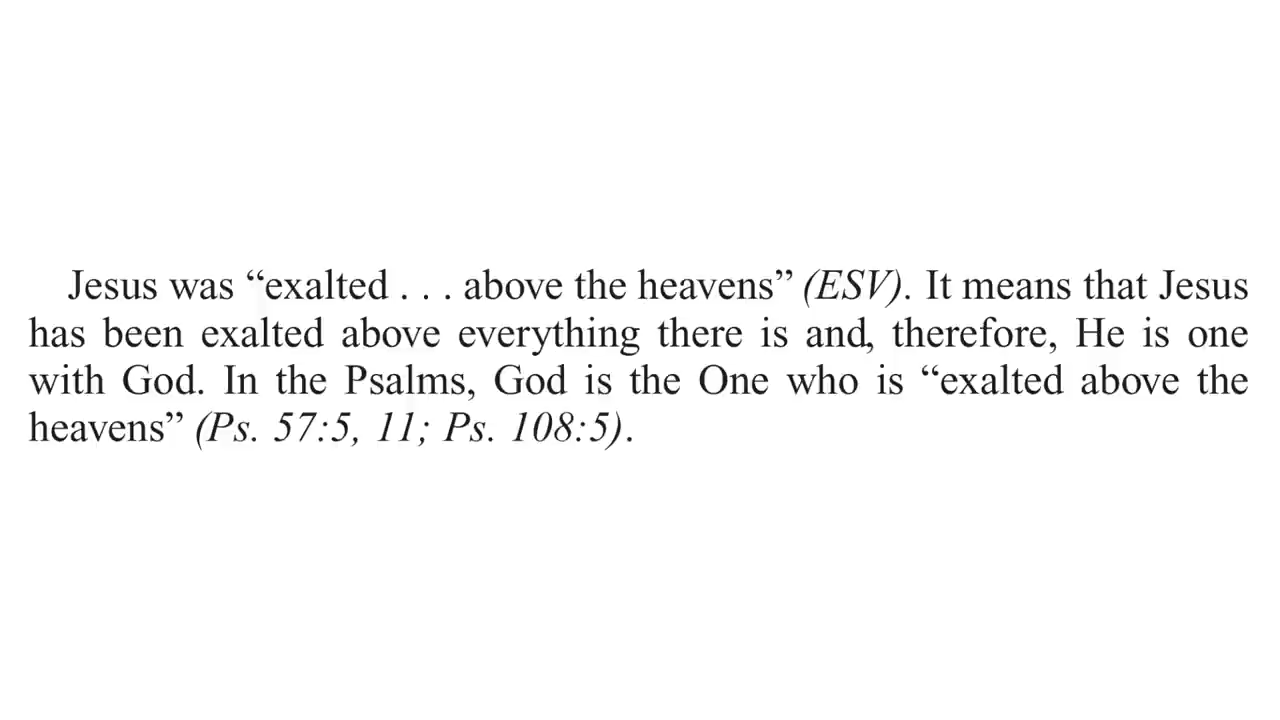 Jesus was “exalted . . . above the heavens” (ESV). It means that Jesus
has been exalted above everything there is and, therefore, He is one
with God. In the Psalms, God is the One who is “exalted above the
heavens” (Ps. 57:5, 11; Ps. 108:5).